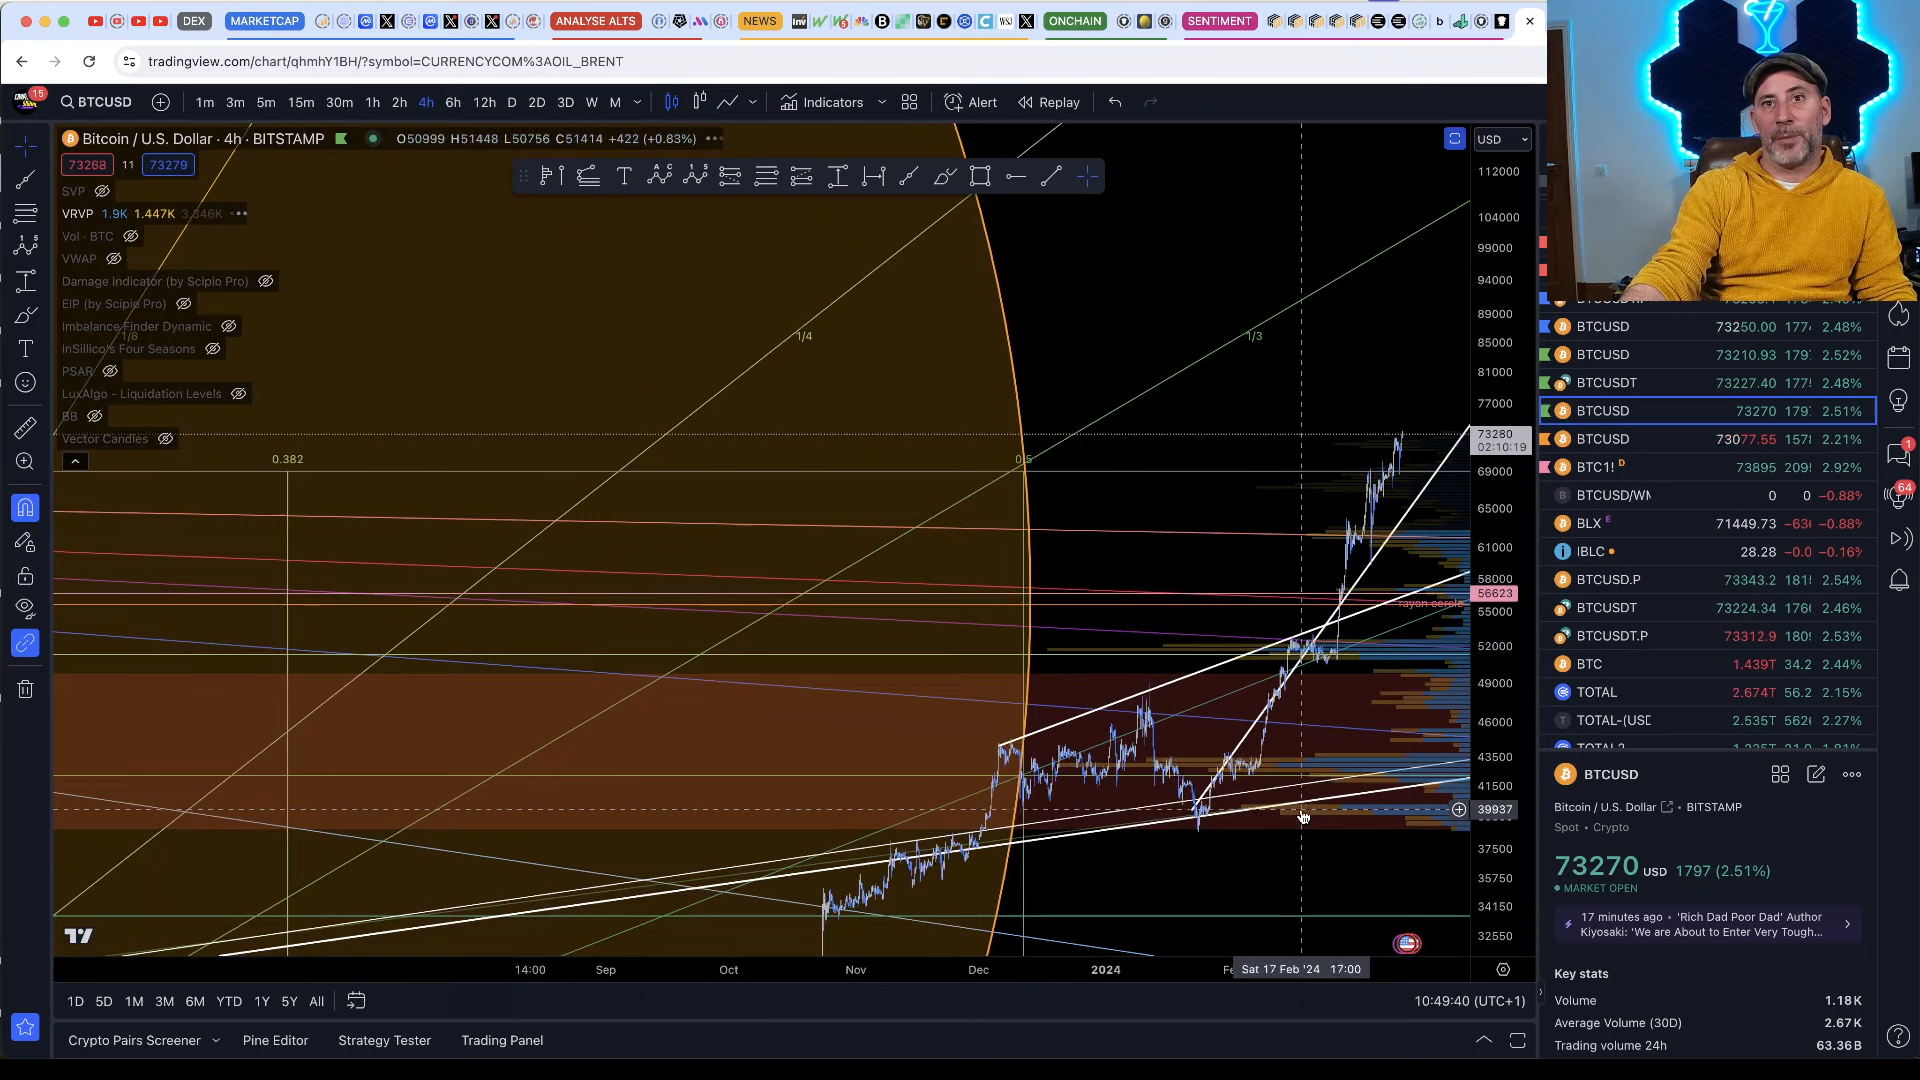 DEX
MARKETCAP
ANALYSE ALTS
NEWS
ONCHAIN
SENTIMENT
tradingview.com/chart/qhmhY1BH/?symbol=CURRENCYCOM%3AOIL_BRENT
15
BTCUSD
1m 3m 5m 15m 30m 1h 2h 4h 6h 12h D 2D 3D W M
Indicators
Alert
Replay
Bitcoin / U.S. Dollar · 4h · BITSTAMP
O50999 H51448 L50756 C51414 +422 (+0.83%)
USD
73268 11 73279
SVP
VRVP 1.9K 1.447K 3.346K
Vol · BTC
VWAP
Damage Indicator (by Scipio Pro)
EIP (by Scipio Pro)
Imbalance Finder Dynamic
1/8
InSillico's Four Seasons
PSAR
LuxAlgo - Liquidation Levels
BB
Vector Candles
1/4
1/3
0.382
0.5
rayon cercle
112000
104000
99000
94000
89000
85000
81000
77000
73280
02:10:19
69000
65000
61000
58000
56623
55000
52000
49000
46000
43500
41500
39937
37500
35750
34150
32550
14:00 Sep Oct Nov Dec 2024
Sat 17 Feb '24 17:00
1D 5D 1M 3M 6M YTD 1Y 5Y All
10:49:40 (UTC+1)
Crypto Pairs Screener
Pine Editor
Strategy Tester
Trading Panel
BTCUSD 73250.00 177 2.48%
BTCUSD 73210.93 179 2.52%
BTCUSDT 73227.40 177 2.48%
BTCUSD 73270 179 2.51%
BTCUSD 73077.55 157 2.21%
BTC1! D 73895 209 2.92%
BTCUSD/WM 0 0 −0.88%
BLX E 71449.73 −63 −0.88%
IBLC 28.28 −0.0 −0.16%
BTCUSD.P 73343.2 181 2.54%
BTCUSDT 73224.34 176 2.46%
BTCUSDT.P 73312.9 180 2.53%
BTC 1.439T 34.2 2.44%
TOTAL 2.674T 56.2 2.15%
TOTAL-(USD 2.535T 562 2.27%
1
64
BTCUSD
Bitcoin / U.S. Dollar • BITSTAMP
Spot • Crypto
73270 USD 1797 (2.51%)
MARKET OPEN
17 minutes ago • 'Rich Dad Poor Dad' Author
Kiyosaki: 'We are About to Enter Very Tough...
Key stats
Volume 1.18K
Average Volume (30D) 2.67K
Trading volume 24h 63.36B